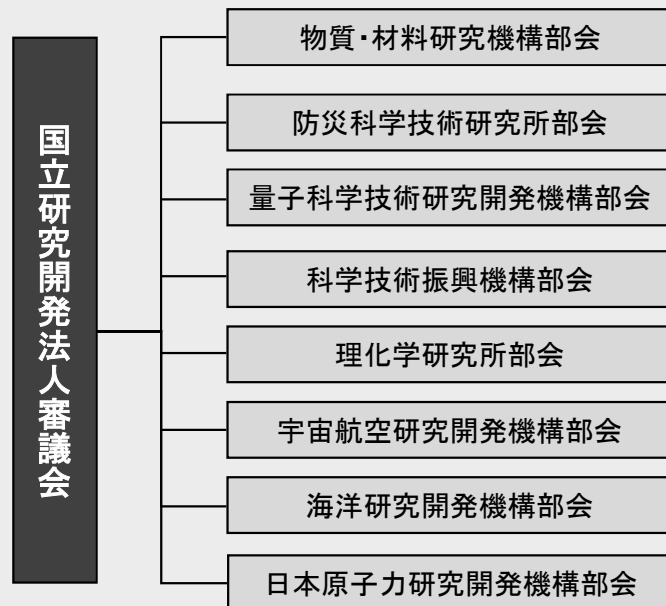 国立研究開発法人審議会
物質・材料研究機構部会
防災科学技術研究所部会
量子科学技術研究開発機構部会
科学技術振興機構部会
理化学研究所部会
宇宙航空研究開発機構部会
海洋研究開発機構部会
日本原子力研究開発機構部会